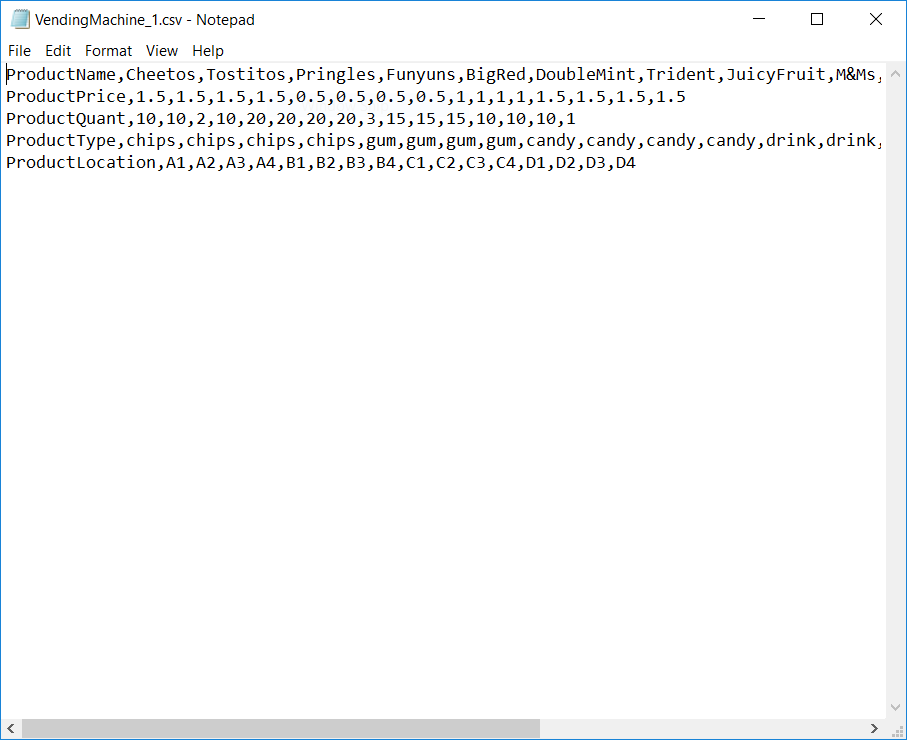 VendingMachine_1.csv - Notepad
File Edit Format View Help
ProductName,Cheetos,Tostitos,Pringles,Funyuns,BigRed,DoubleMint,Trident,JuicyFruit,M&Ms,
ProductPrice,1.5,1.5,1.5,1.5,0.5,0.5,0.5,0.5,1,1,1,1,1.5,1.5,1.5,1.5
ProductQuant,10,10,2,10,20,20,20,20,3,15,15,15,10,10,10,1
ProductType,chips,chips,chips,chips,gum,gum,gum,gum,candy,candy,candy,candy,drink,drink,
ProductLocation,A1,A2,A3,A4,B1,B2,B3,B4,C1,C2,C3,C4,D1,D2,D3,D4